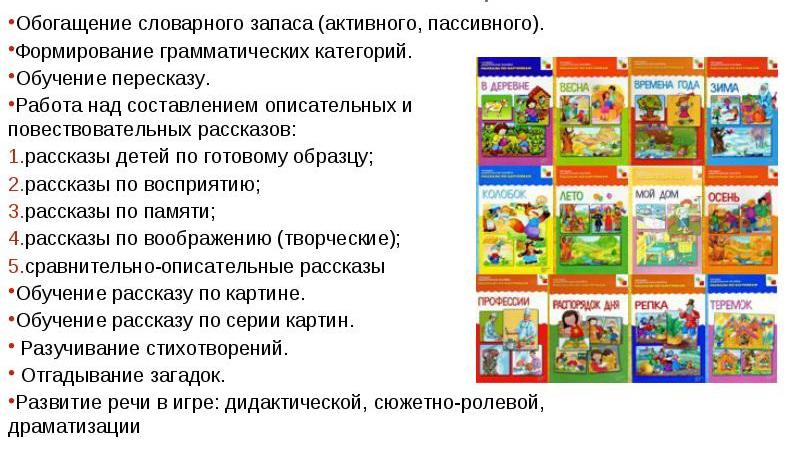 •Обогащение словарного запаса (активного, пассивного).
•Формирование грамматических категорий.
•Обучение пересказу.
•Работа над составлением описательных и
повествовательных рассказов:
1.рассказы детей по готовому образцу;
2.рассказы по восприятию;
3.рассказы по памяти;
4.рассказы по воображению (творческие);
5.сравнительно-описательные рассказы
•Обучение рассказу по картине.
•Обучение рассказу по серии картин.
• Разучивание стихотворений.
• Отгадывание загадок.
•Развитие речи в игре: дидактической, сюжетно-ролевой,
драматизации
В ДЕРЕВНЕ
ВЕСНА
ВРЕМЕНА ГОДА
ЗИМА
КОЛОБОК
ЛЕТО
МОЙ ДОМ
ОСЕНЬ
ПРОФЕССИИ
РАСПОРЯДОК ДНЯ
РЕПКА
ТЕРЕМОК